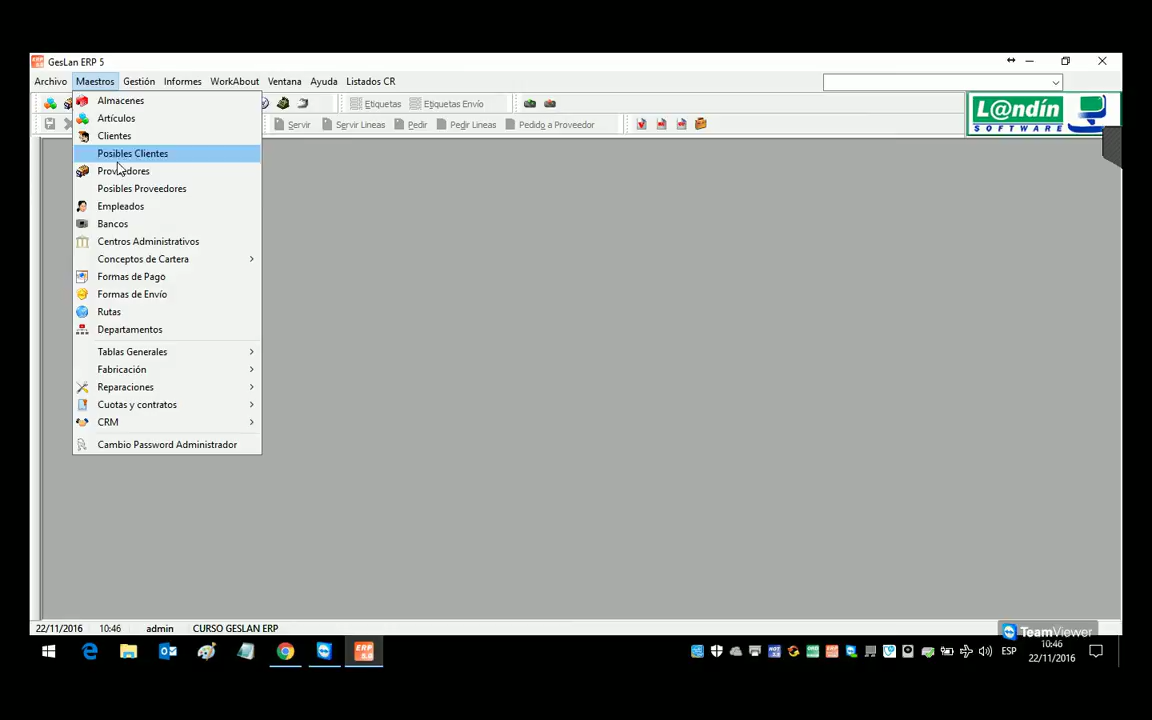 GesLan ERP 5
Archivo Maestros Gestión Informes WorkAbout Ventana Ayuda Listados CR
Etiquetas Etiquetas Envío
Servir Servir Lineas Pedir Pedir Lineas Pedido a Proveedor
L@ndín
SOFTWARE
Almacenes
Artículos
Clientes
Posibles Clientes
Proveedores
Posibles Proveedores
Empleados
Bancos
Centros Administrativos
Conceptos de Cartera
Formas de Pago
Formas de Envío
Rutas
Departamentos
Tablas Generales
Fabricación
Reparaciones
Cuotas y contratos
CRM
Cambio Password Administrador
22/11/2016 10:46 admin CURSO GESLAN ERP
TeamViewer
ERP
ESP
10:46
22/11/2016